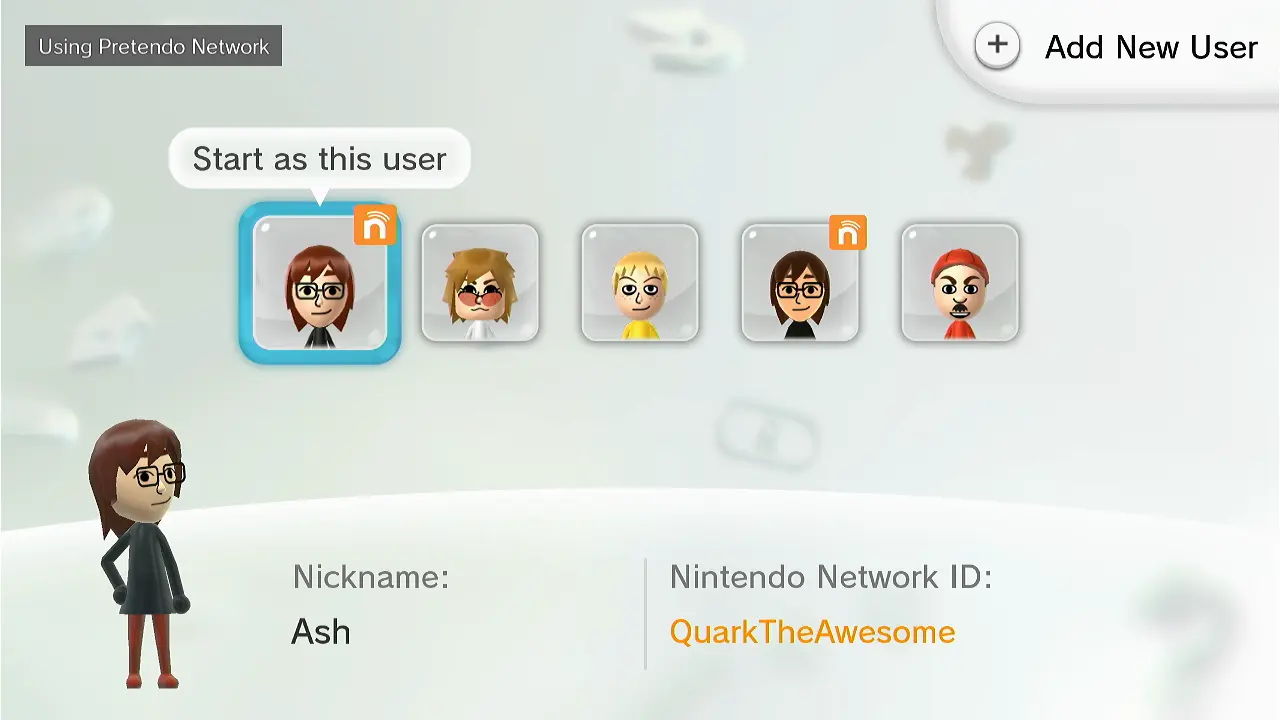 Using Pretendo Network
Add New User
Start as this user
Nickname:
Ash
Nintendo Network ID:
QuarkTheAwesome